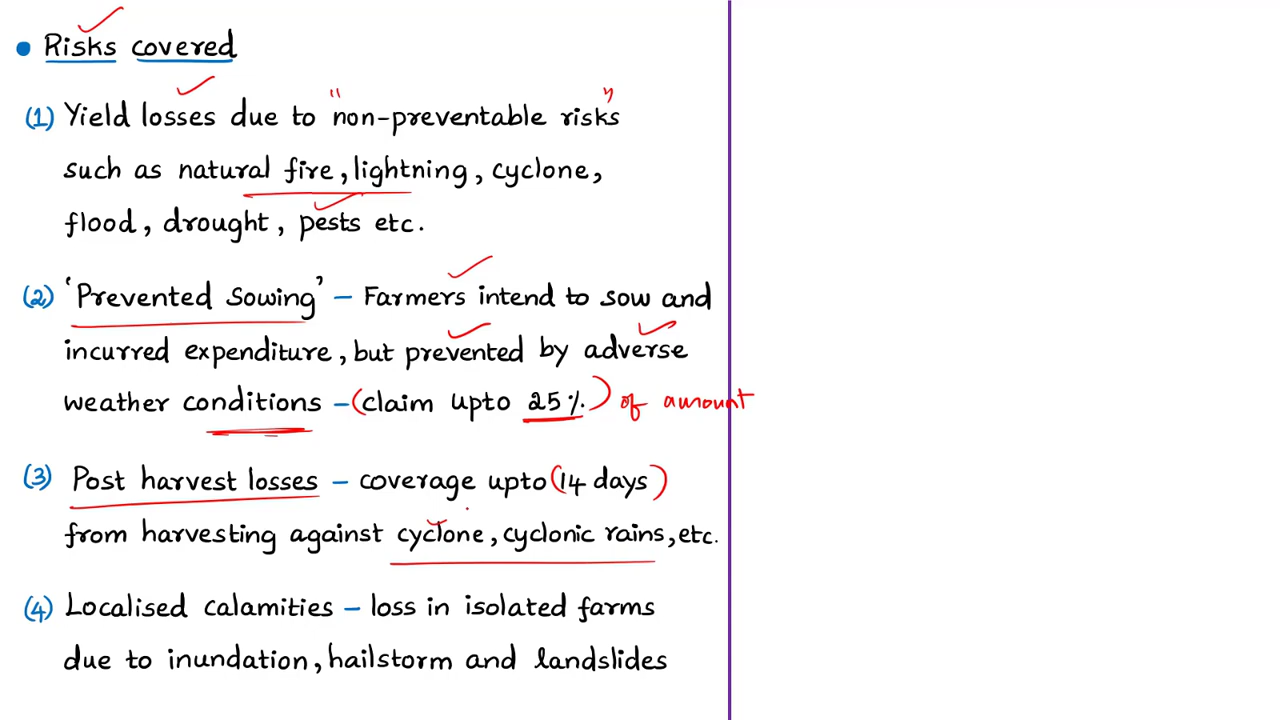 • Risks covered
(1) Yield losses due to "non-preventable risks"
such as natural fire, lightning, cyclone,
flood, drought, pests etc.
(2) 'Prevented Sowing' – Farmers intend to sow and
incurred expenditure, but prevented by adverse
weather conditions – (claim upto 25%) of amount
(3) Post harvest losses – coverage upto (14 days)
from harvesting against cyclone, cyclonic rains, etc.
(4) Localised calamities – loss in isolated farms
due to inundation, hailstorm and landslides